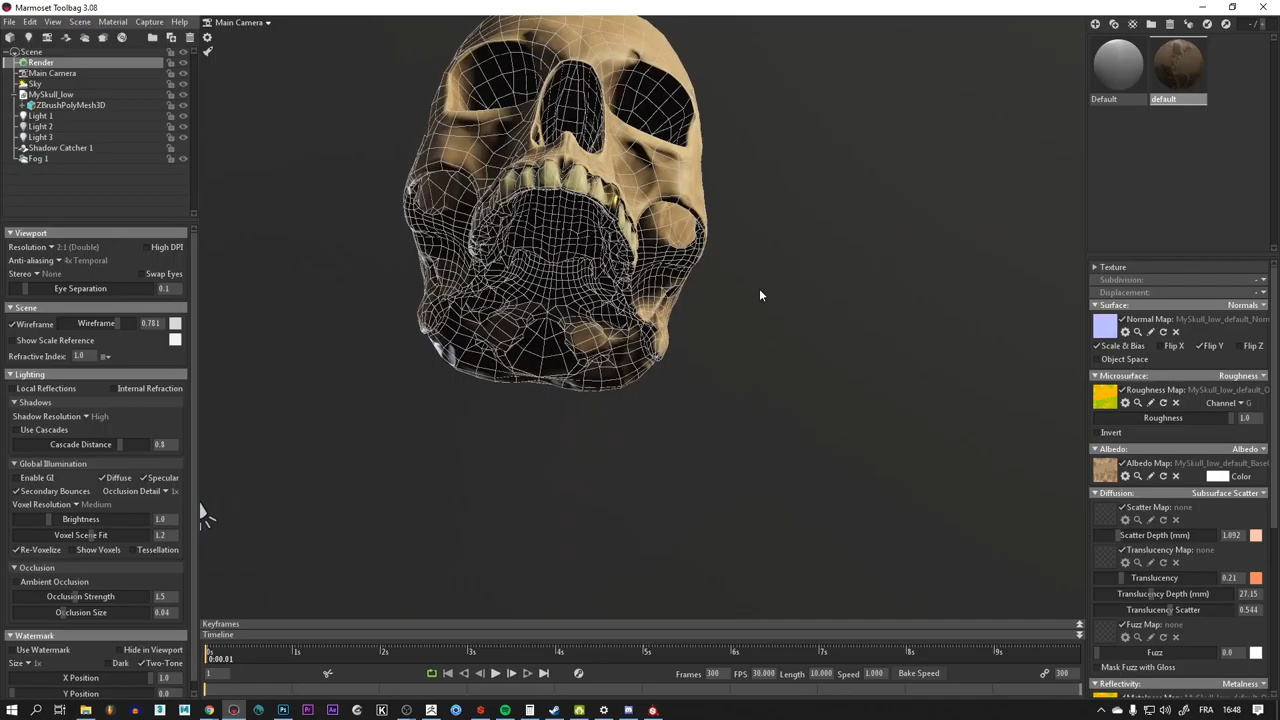 Marmoset Toolbag 3.08
File Edit View Scene Material Capture Help
Main Camera
- / -
Scene
Render
Main Camera
Sky
MySkull_low
ZBrushPolyMesh3D
Light 1
Light 2
Light 3
Shadow Catcher 1
Fog 1
Default
default
Viewport
Resolution 2:1 (Double) High DPI
Anti-aliasing 4x Temporal
Stereo None Swap Eyes
Eye Separation 0.1
Scene
Wireframe Wireframe 0.781
Show Scale Reference
Refractive Index: 1.0
Lighting
Local Reflections Internal Refraction
Shadows
Shadow Resolution High
Use Cascades
Cascade Distance 0.8
Global Illumination
Enable GI Diffuse Specular
Secondary Bounces Occlusion Detail 1x
Voxel Resolution Medium
Brightness 1.0
Voxel Scene Fit 1.2
Re-Voxelize Show Voxels Tessellation
Occlusion
Ambient Occlusion
Occlusion Strength 1.5
Occlusion Size 0.04
Watermark
Use Watermark Hide in Viewport
Size 1x Dark Two-Tone
X Position 1.0
Y Position 0.0
Texture
Subdivision: -
Displacement: -
Surface: Normals
Normal Map: MySkull_low_default_Nor
Scale & Bias Flip X Flip Y Flip Z
Object Space
Microsurface: Roughness
Roughness Map: MySkull_low_default_O
Channel G
Roughness 1.0
Invert
Albedo: Albedo
Albedo Map: MySkull_low_default_Base
Color
Diffusion: Subsurface Scatter
Scatter Map: none
Scatter Depth (mm) 1.092
Translucency Map: none
Translucency 0.21
Translucency Depth (mm) 27.15
Translucency Scatter 0.544
Fuzz Map: none
Fuzz 0.0
Mask Fuzz with Gloss
Reflectivity: Metalness
Keyframes
Timeline
0s 1s 2s 3s 4s 5s 6s 7s 8s 9s
0:00.01
1 Frames 300 FPS 30.000 Length 10.000 Speed 1.000 Bake Speed 300
FRA 16:48